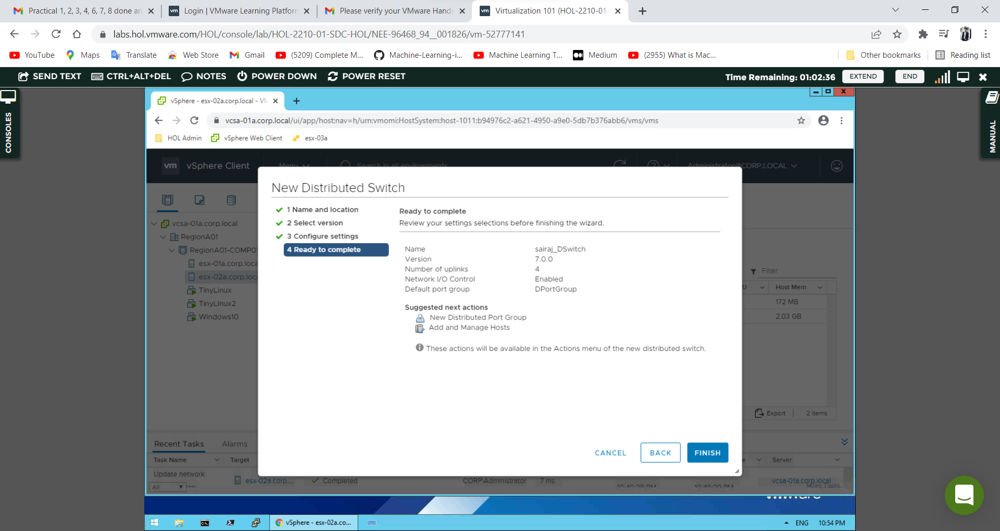 Practical 1, 2, 3, 4, 6, 7, 8 done an
Login | VMware Learning Platform
Please verify your VMware Hands
Virtualization 101 (HOL-2210-01-
labs.hol.vmware.com/HOL/console/lab/HOL-2210-01-SDC-HOL/NEE-96468_94__001826/vm-52777141
YouTube Maps Translate Web Store Gmail (5209) Complete M... Machine-Learning-i... Machine Learning T... Medium (2955) What is Mac... Other bookmarks Reading list
SEND TEXT CTRL+ALT+DEL NOTES POWER DOWN POWER RESET Time Remaining: 01:02:36 EXTEND END
CONSOLES
MANUAL
vSphere - esx-02a.corp.local - VM
vcsa-01a.corp.local/ui/app/host;nav=h/urn:vmomi:HostSystem:host-1011:b94976c2-a621-4950-a9e0-5db7b376abb6/vms/vms
HOL Admin vSphere Web Client esx-03a
vm vSphere Client Menu Search in all environments Administrator@CORP.LOCAL
vcsa-01a.corp.local
RegionA01
RegionA01-COMP01
esx-01a.corp.loca
esx-02a.corp.loc
TinyLinux
TinyLinux2
Windows10
New Distributed Switch
1 Name and location
2 Select version
3 Configure settings
4 Ready to complete
Ready to complete
Review your settings selections before finishing the wizard.
Name sairaj_DSwitch
Version 7.0.0
Number of uplinks 4
Network I/O Control Enabled
Default port group DPortGroup
Suggested next actions
New Distributed Port Group
Add and Manage Hosts
These actions will be available in the Actions menu of the new distributed switch.
CANCEL BACK FINISH
Filter
U Host Mem
172 MB
2.03 GB
Export 2 items
Recent Tasks Alarms
Task Name Target Server
Update network
esx-02a.corp.... Completed CORP\Administrator 7 ms vcsa-01a.corp.local
All More Tasks
vmware
vSphere - esx-02a.co...
ENG 10:54 PM